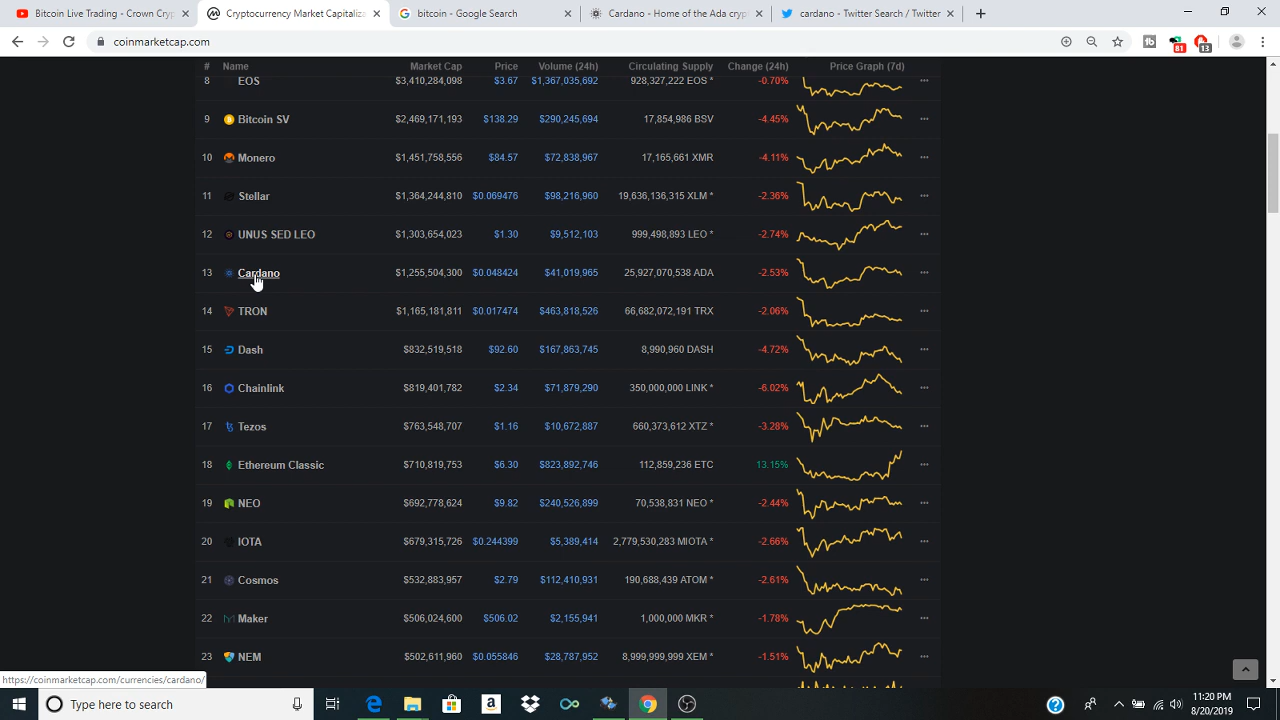 Bitcoin Live Trading - Crown Cryp
Cryptocurrency Market Capitaliza
bitcoin - Google Search
Cardano - Home of the Ada crypt
cardano - Twitter Search / Twitter
coinmarketcap.com
81
13
# Name Market Cap Price Volume (24h) Circulating Supply Change (24h) Price Graph (7d)
8 EOS $3,410,284,098 $3.67 $1,367,035,692 928,327,222 EOS * -0.70%
9 Bitcoin SV $2,469,171,193 $138.29 $290,245,694 17,854,986 BSV -4.45%
10 Monero $1,451,758,556 $84.57 $72,838,967 17,165,661 XMR -4.11%
11 Stellar $1,364,244,810 $0.069476 $98,216,960 19,636,136,315 XLM * -2.36%
12 UNUS SED LEO $1,303,654,023 $1.30 $9,512,103 999,498,893 LEO * -2.74%
13 Cardano $1,255,504,300 $0.048424 $41,019,965 25,927,070,538 ADA -2.53%
14 TRON $1,165,181,811 $0.017474 $463,818,526 66,682,072,191 TRX -2.06%
15 Dash $832,519,518 $92.60 $167,863,745 8,990,960 DASH -4.72%
16 Chainlink $819,401,782 $2.34 $71,879,290 350,000,000 LINK * -6.02%
17 Tezos $763,548,707 $1.16 $10,672,887 660,373,612 XTZ * -3.28%
18 Ethereum Classic $710,819,753 $6.30 $823,892,746 112,859,236 ETC 13.15%
19 NEO $692,778,624 $9.82 $240,526,899 70,538,831 NEO * -2.44%
20 IOTA $679,315,726 $0.244399 $5,389,414 2,779,530,283 MIOTA * -2.66%
21 Cosmos $532,883,957 $2.79 $112,410,931 190,688,439 ATOM * -2.61%
22 Maker $506,024,600 $506.02 $2,155,941 1,000,000 MKR * -1.78%
23 NEM $502,611,960 $0.055846 $28,787,952 8,999,999,999 XEM * -1.51%
https://coinmarketcap.com/currencies/cardano/
Type here to search
11:20 PM
8/20/2019